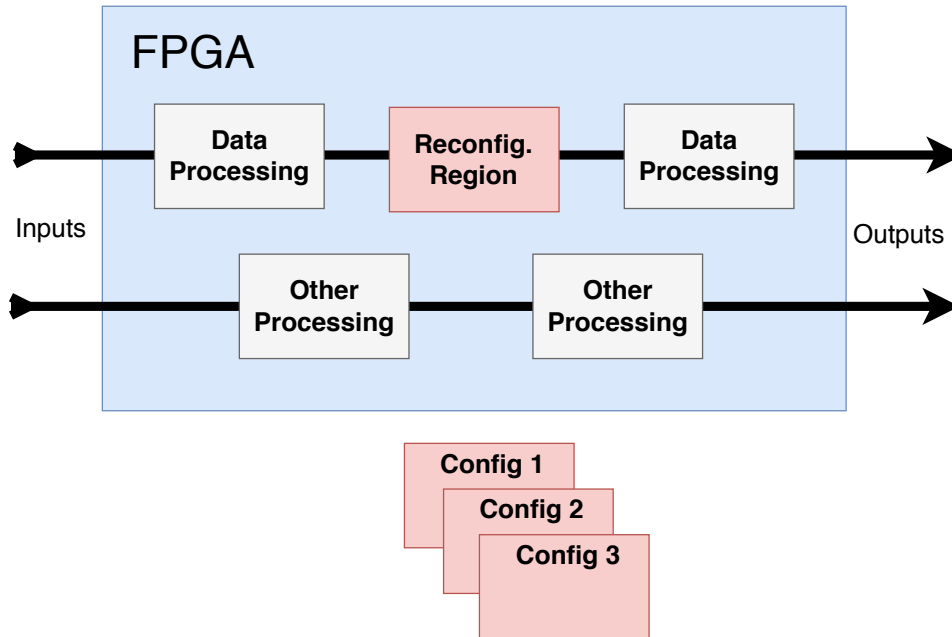 FPGA
Data
Processing
Reconfig.
Region
Data
Processing
Inputs
Outputs
Other
Processing
Other
Processing
Config 1
Config 2
Config 3